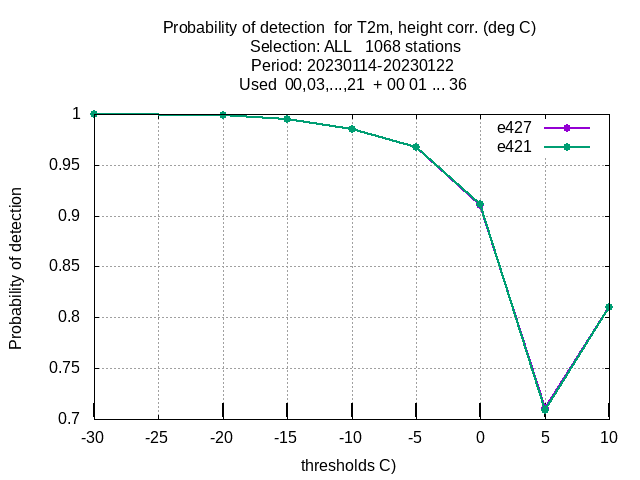 Probability of detection  for T2m, height corr. (deg C)
Selection: ALL   1068 stations
Period: 20230114-20230122
Used  00,03,...,21  + 00 01 ... 36
e427
e421
1
0.95
0.9
0.85
0.8
0.75
0.7
Probability of detection
-30 -25 -20 -15 -10 -5 0 5 10
thresholds C)